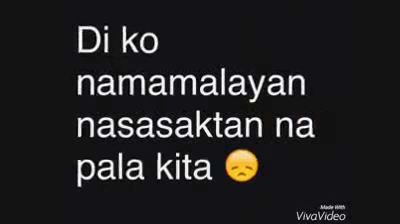 Di ko
namamalayan
nasasaktan na
pala kita 😞
Made With
VivaVideo